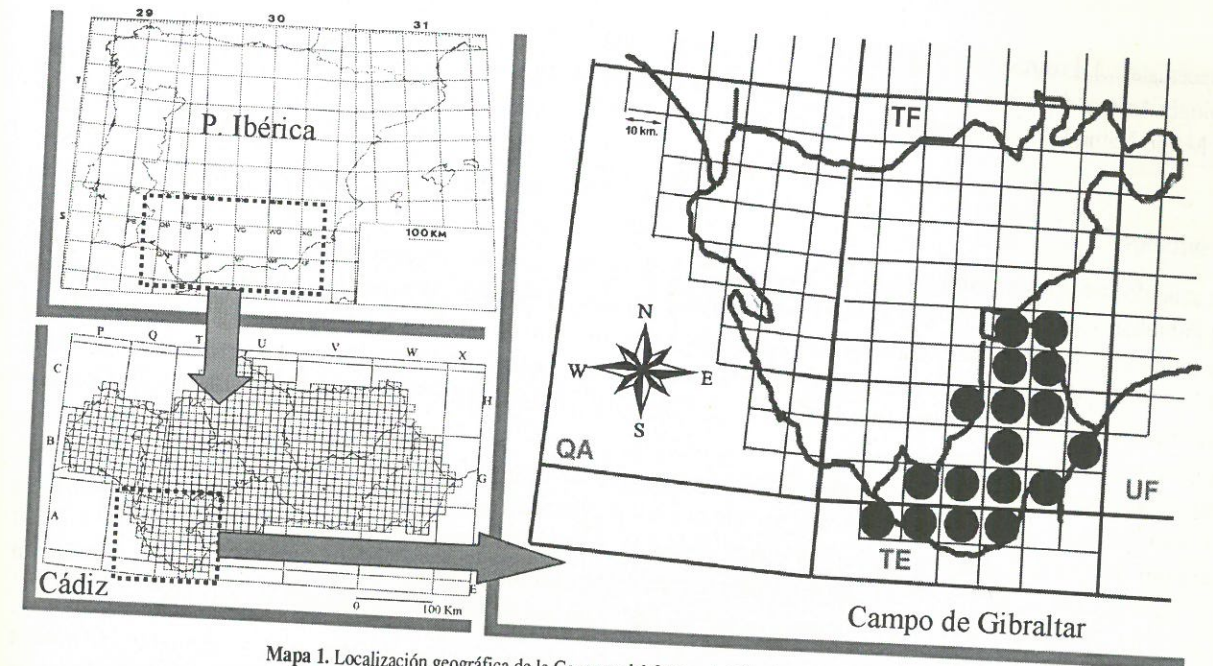 29 30 31
T
P. Ibérica
S
100 KM
P Q T U V W X
C
H
B
G
A
E
Cádiz
0 100 Km
TF
10 km.
N
W E
S
QA
UF
TE
Campo de Gibraltar
Mapa 1. Localización geográfica de la